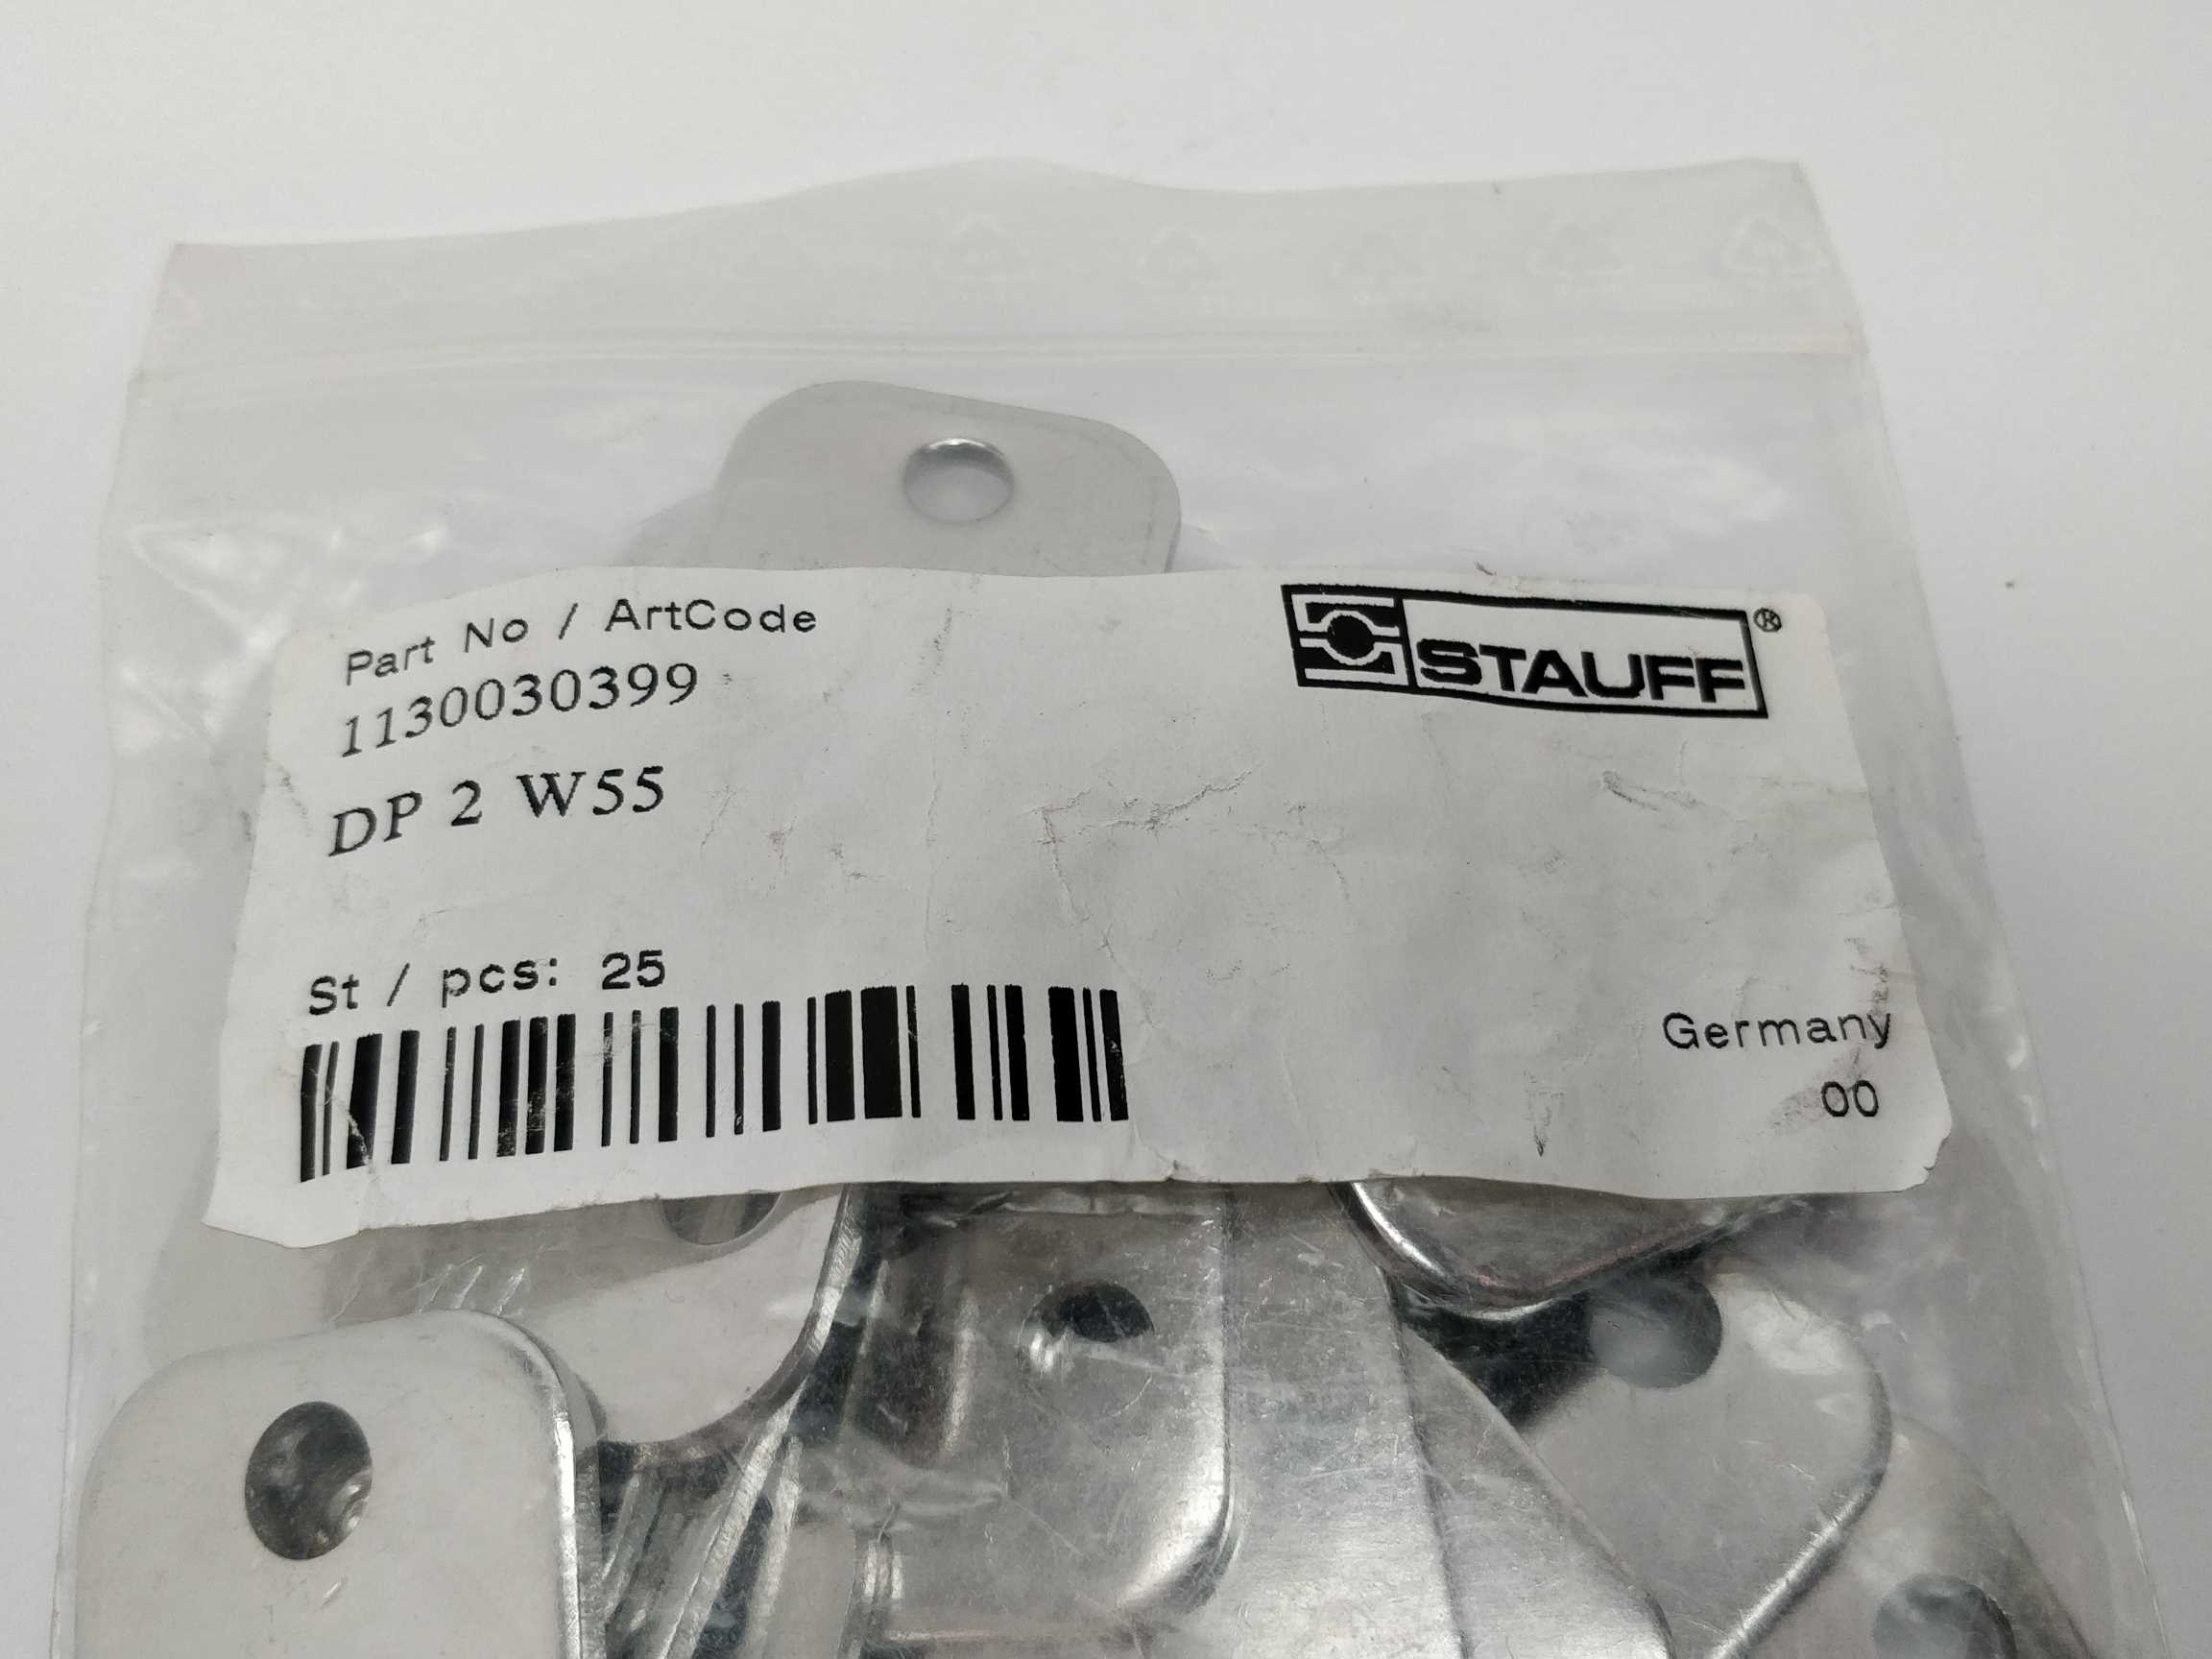 Part No / ArtCode
STAUFF®
1130030399
DP 2 W55
St / pcs: 25
Germany
00